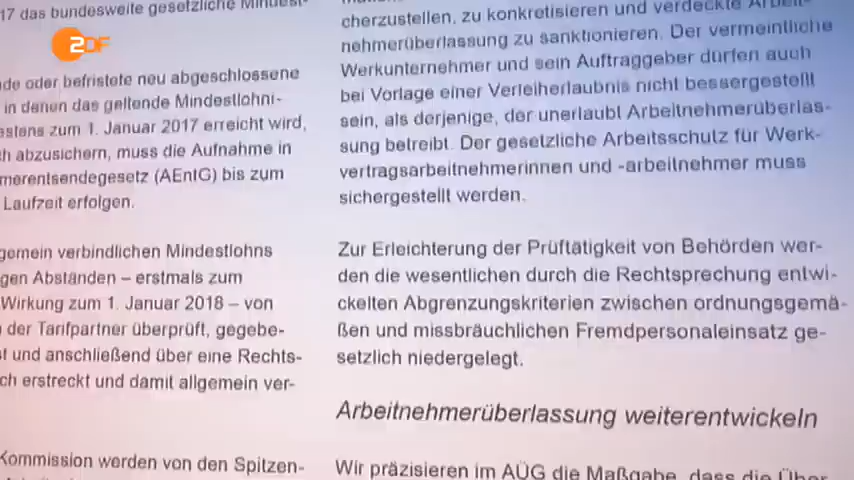 ZDF
17 das bundesweite gesetzliche Mindest-
nde oder befristete neu abgeschlossene
in denen das geltende Mindestlohni-
estens zum 1. Januar 2017 erreicht wird,
h abzusichern, muss die Aufnahme in
merentsendegesetz (AEntG) bis zum
Laufzeit erfolgen.
gemein verbindlichen Mindestlohns
gen Abständen – erstmals zum
Wirkung zum 1. Januar 2018 – von
der Tarifpartner überprüft, gegebe-
und anschließend über eine Rechts-
ch erstreckt und damit allgemein ver-
Kommission werden von den Spitzen-
cherzustellen, zu konkretisieren und verdeckte Arbeit-
nehmerüberlassung zu sanktionieren. Der vermeintliche
Werkunternehmer und sein Auftraggeber dürfen auch
bei Vorlage einer Verleiherlaubnis nicht bessergestellt
sein, als derjenige, der unerlaubt Arbeitnehmerüberlas-
sung betreibt. Der gesetzliche Arbeitsschutz für Werk-
vertragsarbeitnehmerinnen und -arbeitnehmer muss
sichergestellt werden.
Zur Erleichterung der Prüftätigkeit von Behörden wer-
den die wesentlichen durch die Rechtsprechung entwi-
ckelten Abgrenzungskriterien zwischen ordnungsgemä-
ßen und missbräuchlichen Fremdpersonaleinsatz ge-
setzlich niedergelegt.
Arbeitnehmerüberlassung weiterentwickeln
Wir präzisieren im AÜG die Maßgabe, dass die Über-